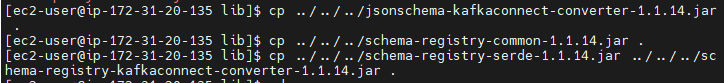 [ec2-user@ip-172-31-20-135 lib]$ cp ../../../jsonschema-kafkaconnect-converter-1.1.14.jar
.
[ec2-user@ip-172-31-20-135 lib]$ cp ../../../schema-registry-common-1.1.14.jar .
[ec2-user@ip-172-31-20-135 lib]$ cp ../../../schema-registry-serde-1.1.14.jar ../../../sc
hema-registry-kafkaconnect-converter-1.1.14.jar .